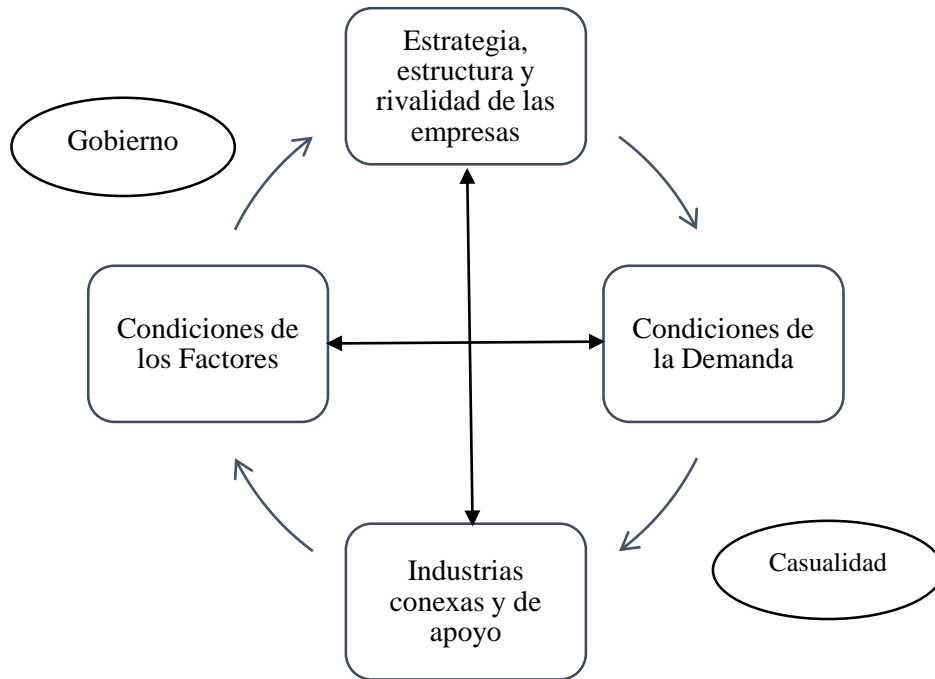 Estrategia,
estructura y
rivalidad de las
empresas
Gobierno
Condiciones de
los Factores
Condiciones de
la Demanda
Industrias
conexas y de
apoyo
Casualidad